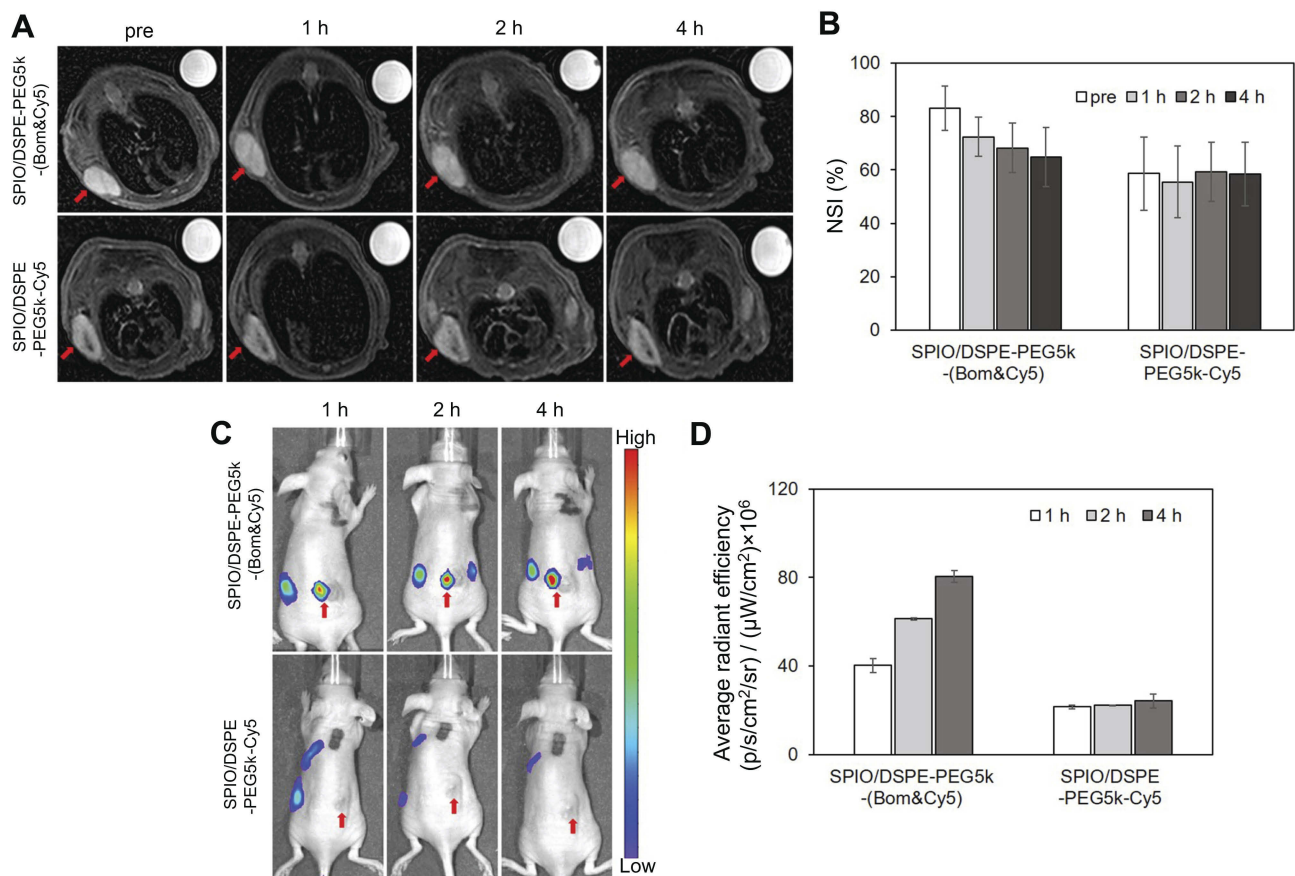 A
pre
1 h
2 h
4 h
SPIO/DSPE-PEG5k
-(Bom&Cy5)
SPIO/DSPE
-PEG5k-Cy5
B
NSI (%)
100
80
60
40
20
0
pre
1 h
2 h
4 h
SPIO/DSPE-PEG5k
-(Bom&Cy5)
SPIO/DSPE-
PEG5k-Cy5
C
1 h
2 h
4 h
SPIO/DSPE-PEG5k
-(Bom&Cy5)
SPIO/DSPE
-PEG5k-Cy5
High
Low
D
Average radiant efficiency
(p/s/cm²/sr) / (μW/cm²)×10⁶
120
80
40
0
1 h
2 h
4 h
SPIO/DSPE-PEG5k
-(Bom&Cy5)
SPIO/DSPE
-PEG5k-Cy5